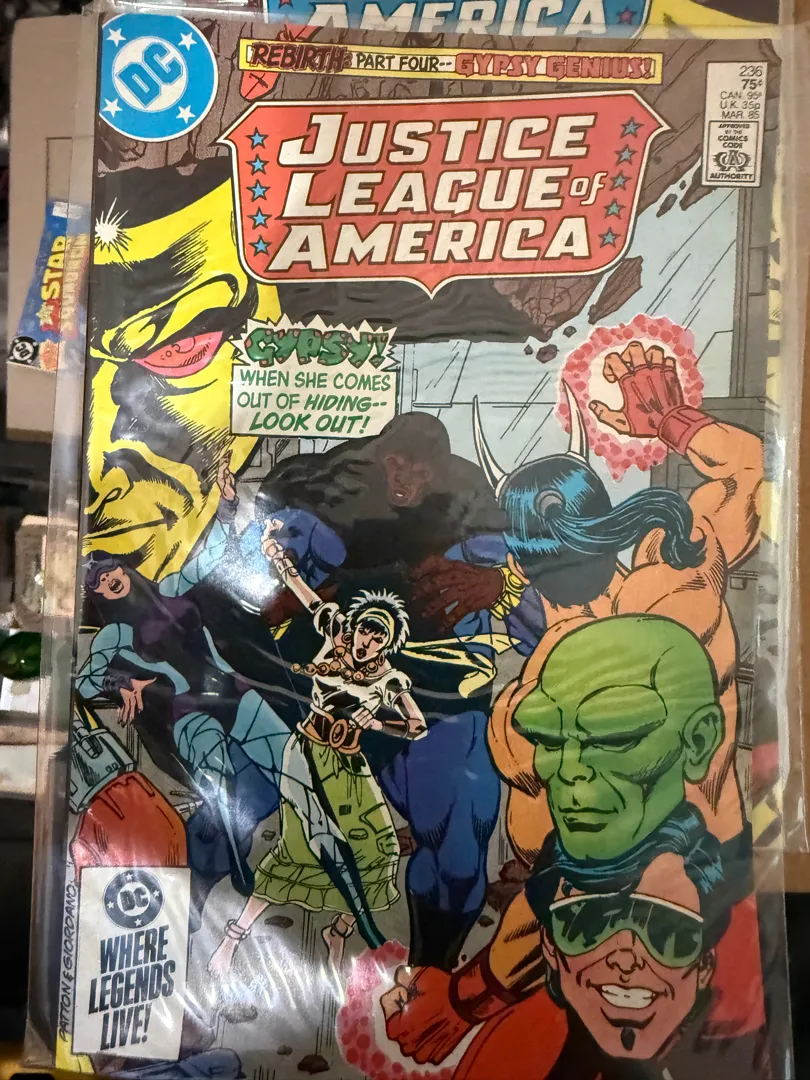 AMERICA
DC
REBIRTH: PART FOUR-- GYPSY GENIUS!
236
75¢
CAN. 95¢
U.K. 35p
MAR. 85
APPROVED
BY THE
COMICS
CODE
AUTHORITY
JUSTICE
LEAGUE of
AMERICA
STAR
SQUADRON
GYPSY!
WHEN SHE COMES
OUT OF HIDING--
LOOK OUT!
PATTON & GIORDANO
DC
WHERE
LEGENDS
LIVE!